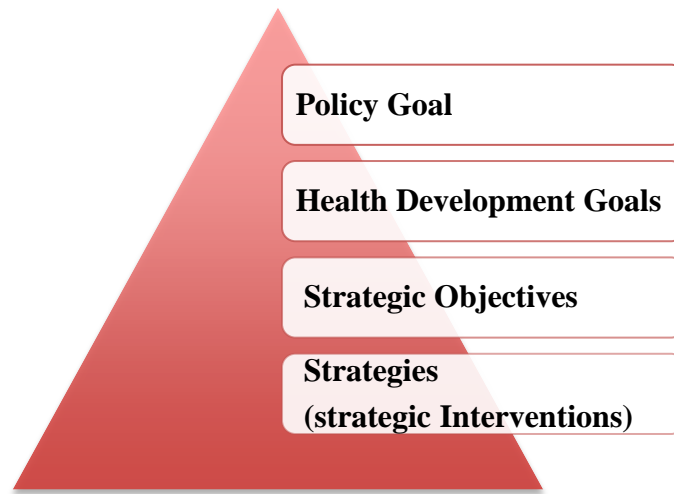 Policy Goal
Health Development Goals
Strategic Objectives
Strategies
(strategic Interventions)